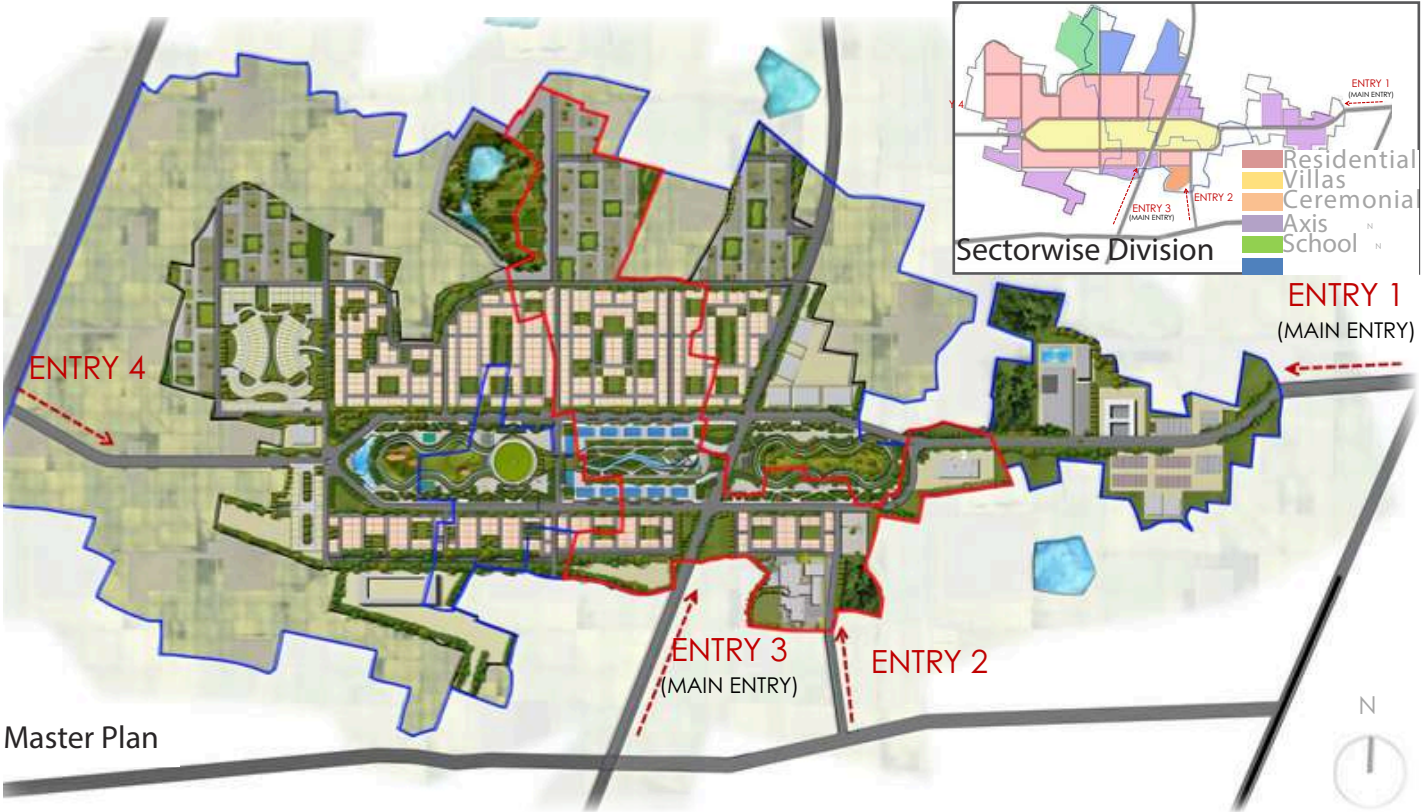 ENTRY 1
(MAIN ENTRY)
Y 4
Residential
Villas
Ceremonial
Axis
School
N
N
ENTRY 2
ENTRY 3
(MAIN ENTRY)
Sectorwise Division
ENTRY 1
(MAIN ENTRY)
ENTRY 4
ENTRY 3
(MAIN ENTRY)
ENTRY 2
N
Master Plan